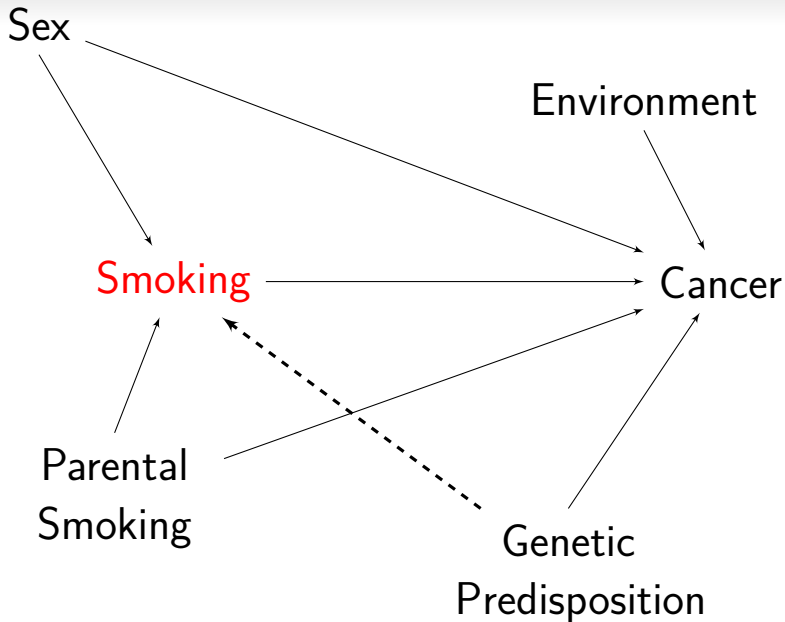 Sex
Environment
Smoking
Cancer
Parental
Smoking
Genetic
Predisposition